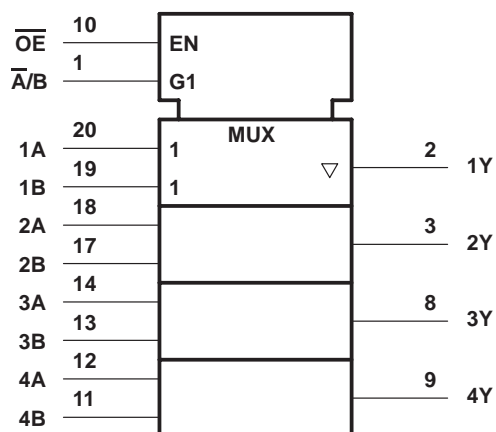 O̅E̅ 10 EN
A̅/B 1 G1
MUX
1A 20 1
1B 19 1
▽ 2 1Y
2A 18
2B 17
3 2Y
3A 14
3B 13
8 3Y
4A 12
4B 11
9 4Y